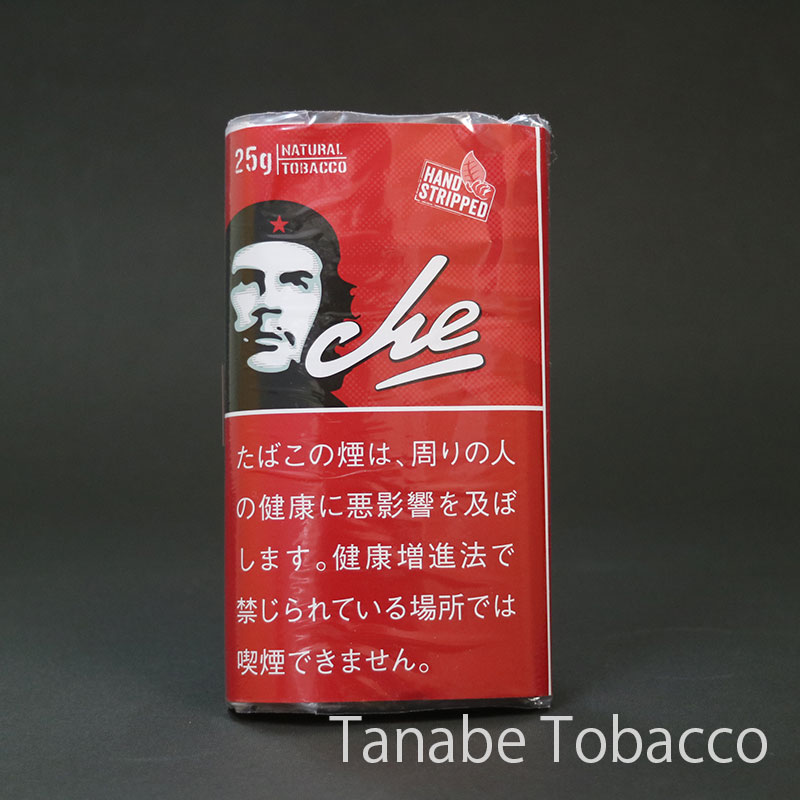 25g NATURAL
TOBACCO
HAND
STRIPPED
che
たばこの煙は、周りの人
の健康に悪影響を及ぼ
します。健康増進法で
禁じられている場所では
喫煙できません。
Tanabe Tobacco